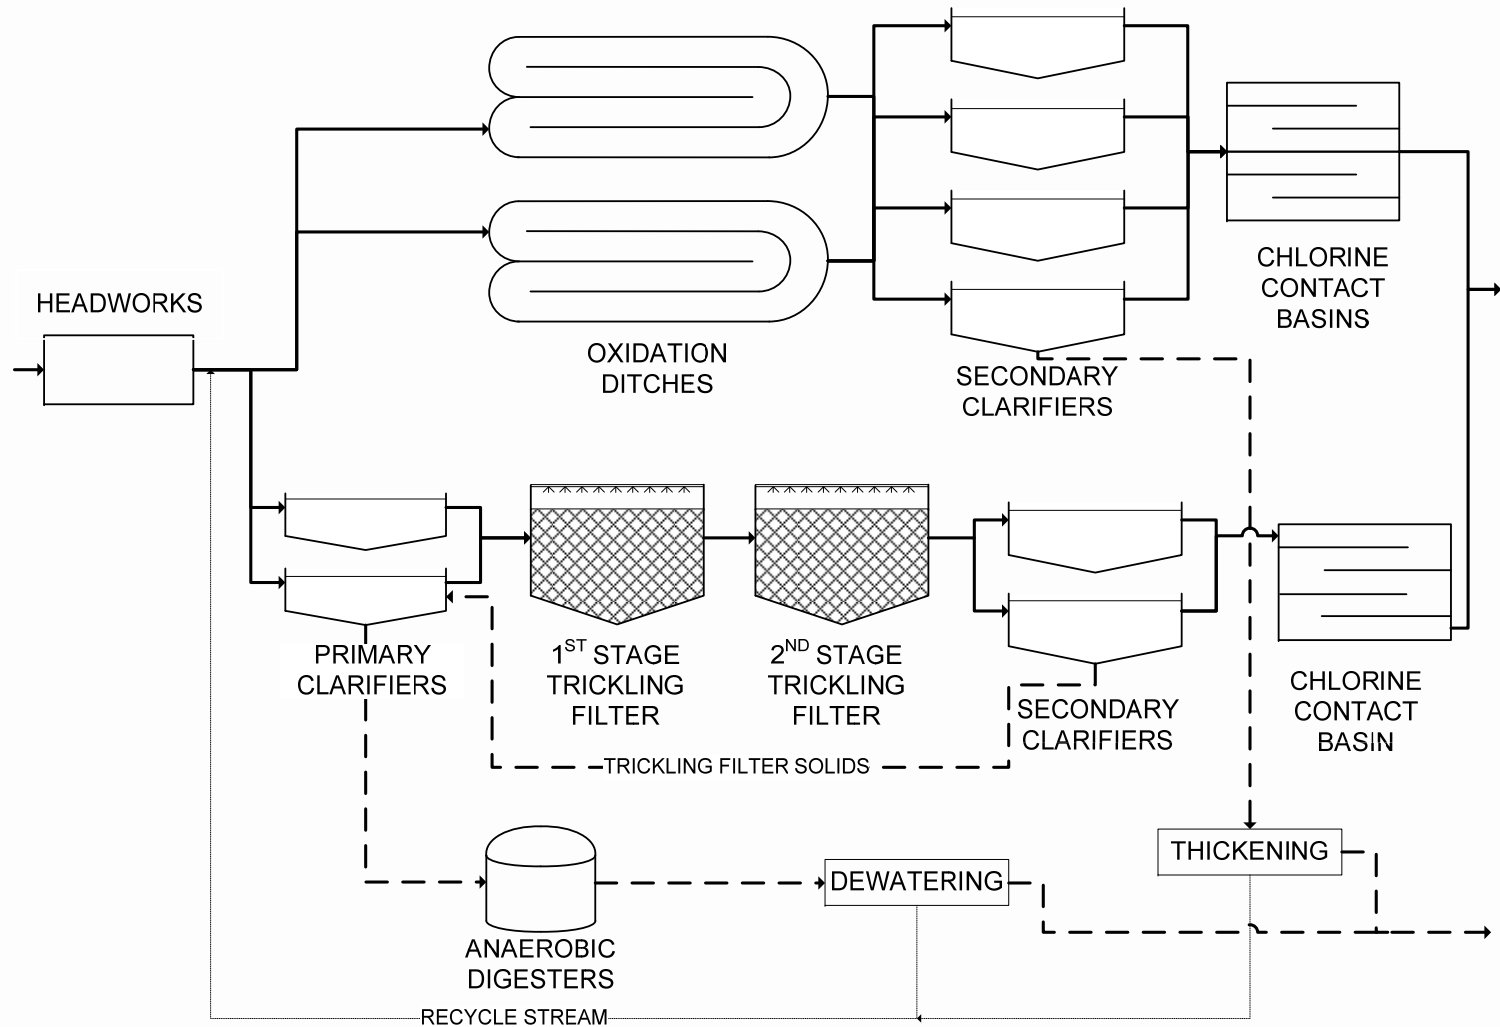 HEADWORKS
OXIDATION
DITCHES
SECONDARY
CLARIFIERS
CHLORINE
CONTACT
BASINS
PRIMARY
CLARIFIERS
1ST STAGE
TRICKLING
FILTER
2ND STAGE
TRICKLING
FILTER
SECONDARY
CLARIFIERS
CHLORINE
CONTACT
BASIN
TRICKLING FILTER SOLIDS
THICKENING
DEWATERING
ANAEROBIC
DIGESTERS
RECYCLE STREAM